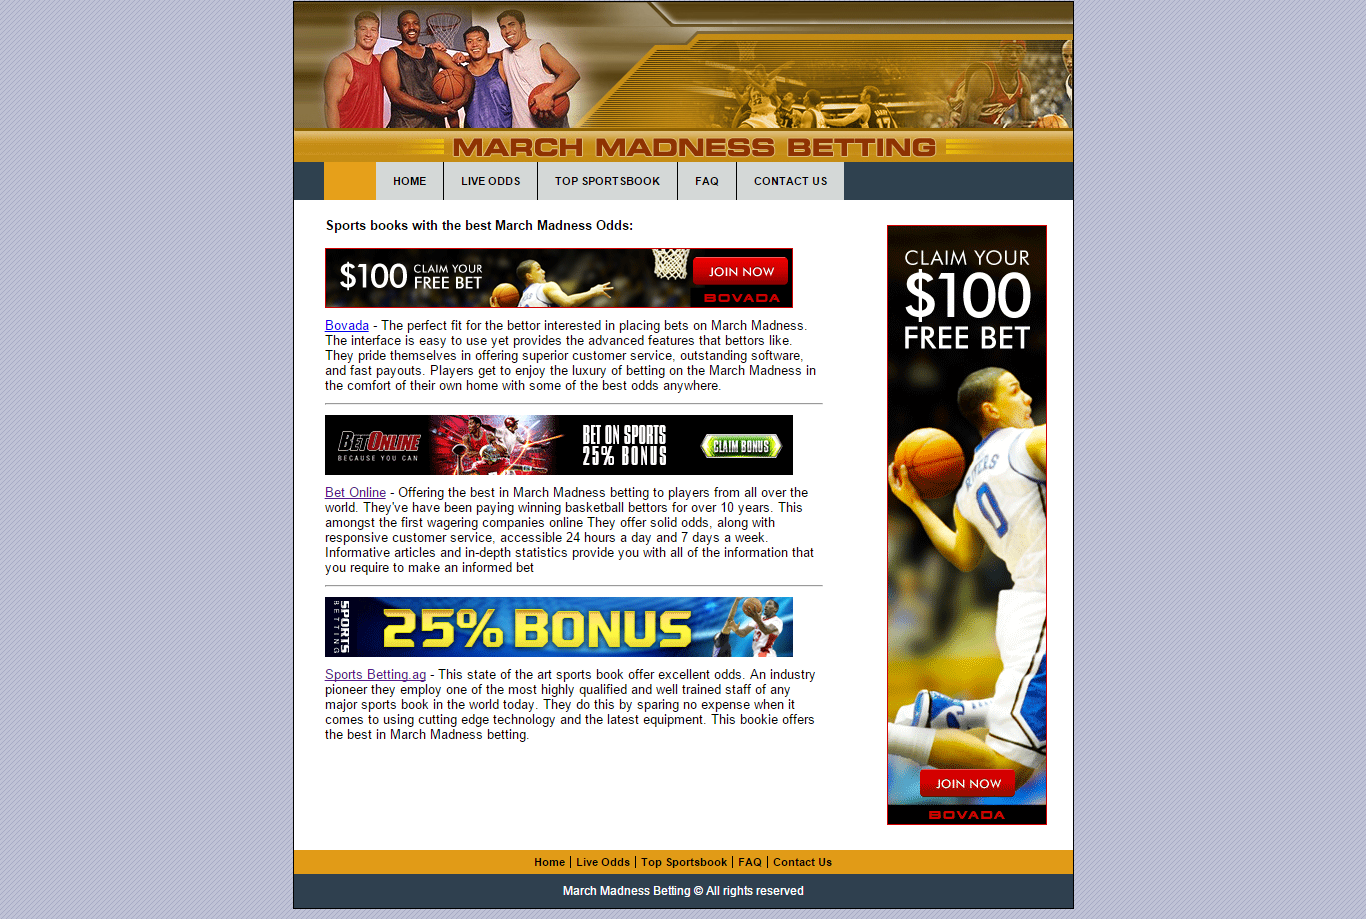 MARCH MADNESS BETTING
HOME
LIVE ODDS
TOP SPORTSBOOK
FAQ
CONTACT US
Sports books with the best March Madness Odds:
$100 CLAIM YOUR
FREE BET
JOIN NOW
BOVADA
Bovada - The perfect fit for the bettor interested in placing bets on March Madness.
The interface is easy to use yet provides the advanced features that bettors like.
They pride themselves in offering superior customer service, outstanding software,
and fast payouts. Players get to enjoy the luxury of betting on the March Madness in
the comfort of their own home with some of the best odds anywhere.
BETONLINE
BECAUSE YOU CAN
BET ON SPORTS
25% BONUS
CLAIM BONUS
Bet Online - Offering the best in March Madness betting to players from all over the
world. They've have been paying winning basketball bettors for over 10 years. This
amongst the first wagering companies online They offer solid odds, along with
responsive customer service, accessible 24 hours a day and 7 days a week.
Informative articles and in-depth statistics provide you with all of the information that
you require to make an informed bet
SPORTS
BETTING
25% BONUS
Sports Betting.ag - This state of the art sports book offer excellent odds. An industry
pioneer they employ one of the most highly qualified and well trained staff of any
major sports book in the world today. They do this by sparing no expense when it
comes to using cutting edge technology and the latest equipment. This bookie offers
the best in March Madness betting.
CLAIM YOUR
$100
FREE BET
RIVERS
0
JOIN NOW
BOVADA
Home | Live Odds | Top Sportsbook | FAQ | Contact Us
March Madness Betting © All rights reserved